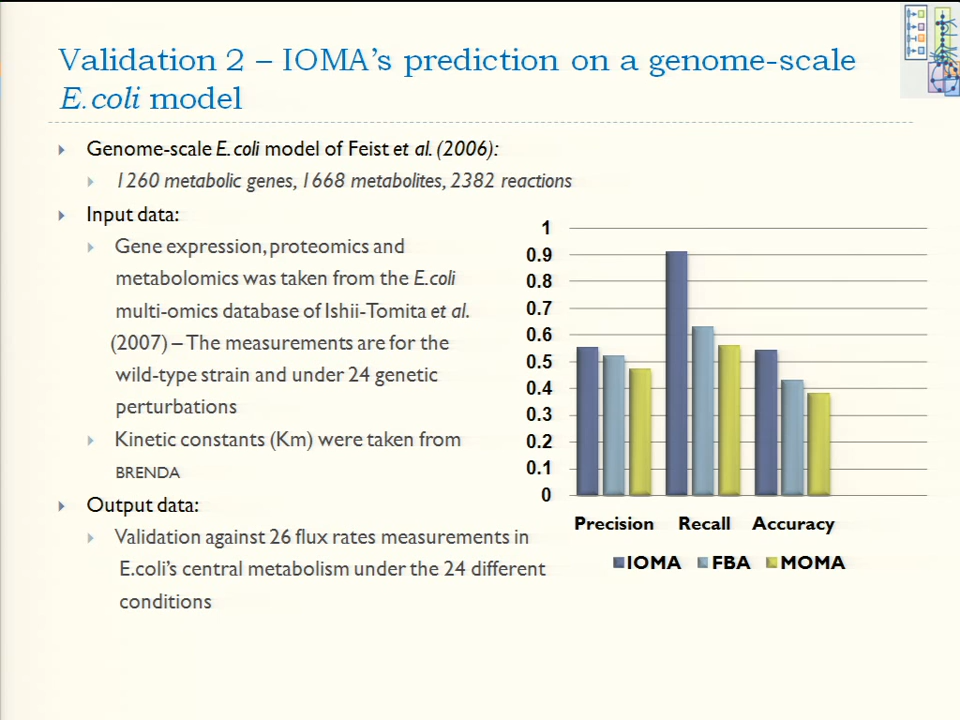 Validation 2 – IOMA's prediction on a genome-scale
E.coli model
Genome-scale E.coli model of Feist et al. (2006):
1260 metabolic genes, 1668 metabolites, 2382 reactions
Input data:
Gene expression, proteomics and
metabolomics was taken from the E.coli
multi-omics database of Ishii-Tomita et al.
(2007) – The measurements are for the
wild-type strain and under 24 genetic
perturbations
Kinetic constants (Km) were taken from
BRENDA
Output data:
Validation against 26 flux rates measurements in
E.coli's central metabolism under the 24 different
conditions
1
0.9
0.8
0.7
0.6
0.5
0.4
0.3
0.2
0.1
0
Precision Recall Accuracy
IOMA FBA MOMA